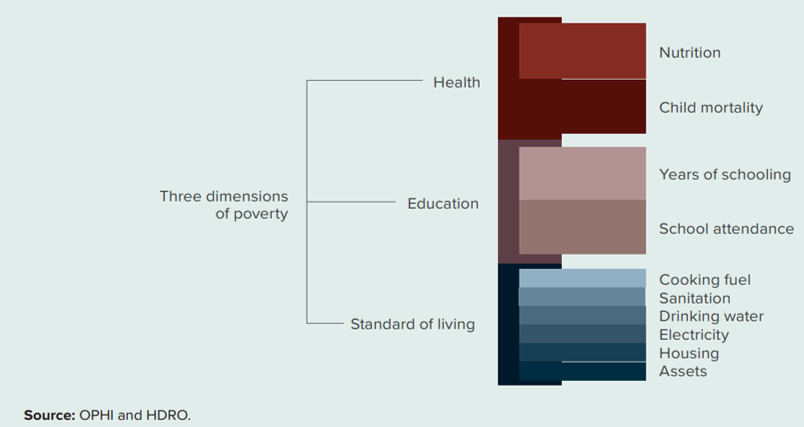 Three dimensions
of poverty
Health
Nutrition
Child mortality
Education
Years of schooling
School attendance
Standard of living
Cooking fuel
Sanitation
Drinking water
Electricity
Housing
Assets
Source: OPHI and HDRO.